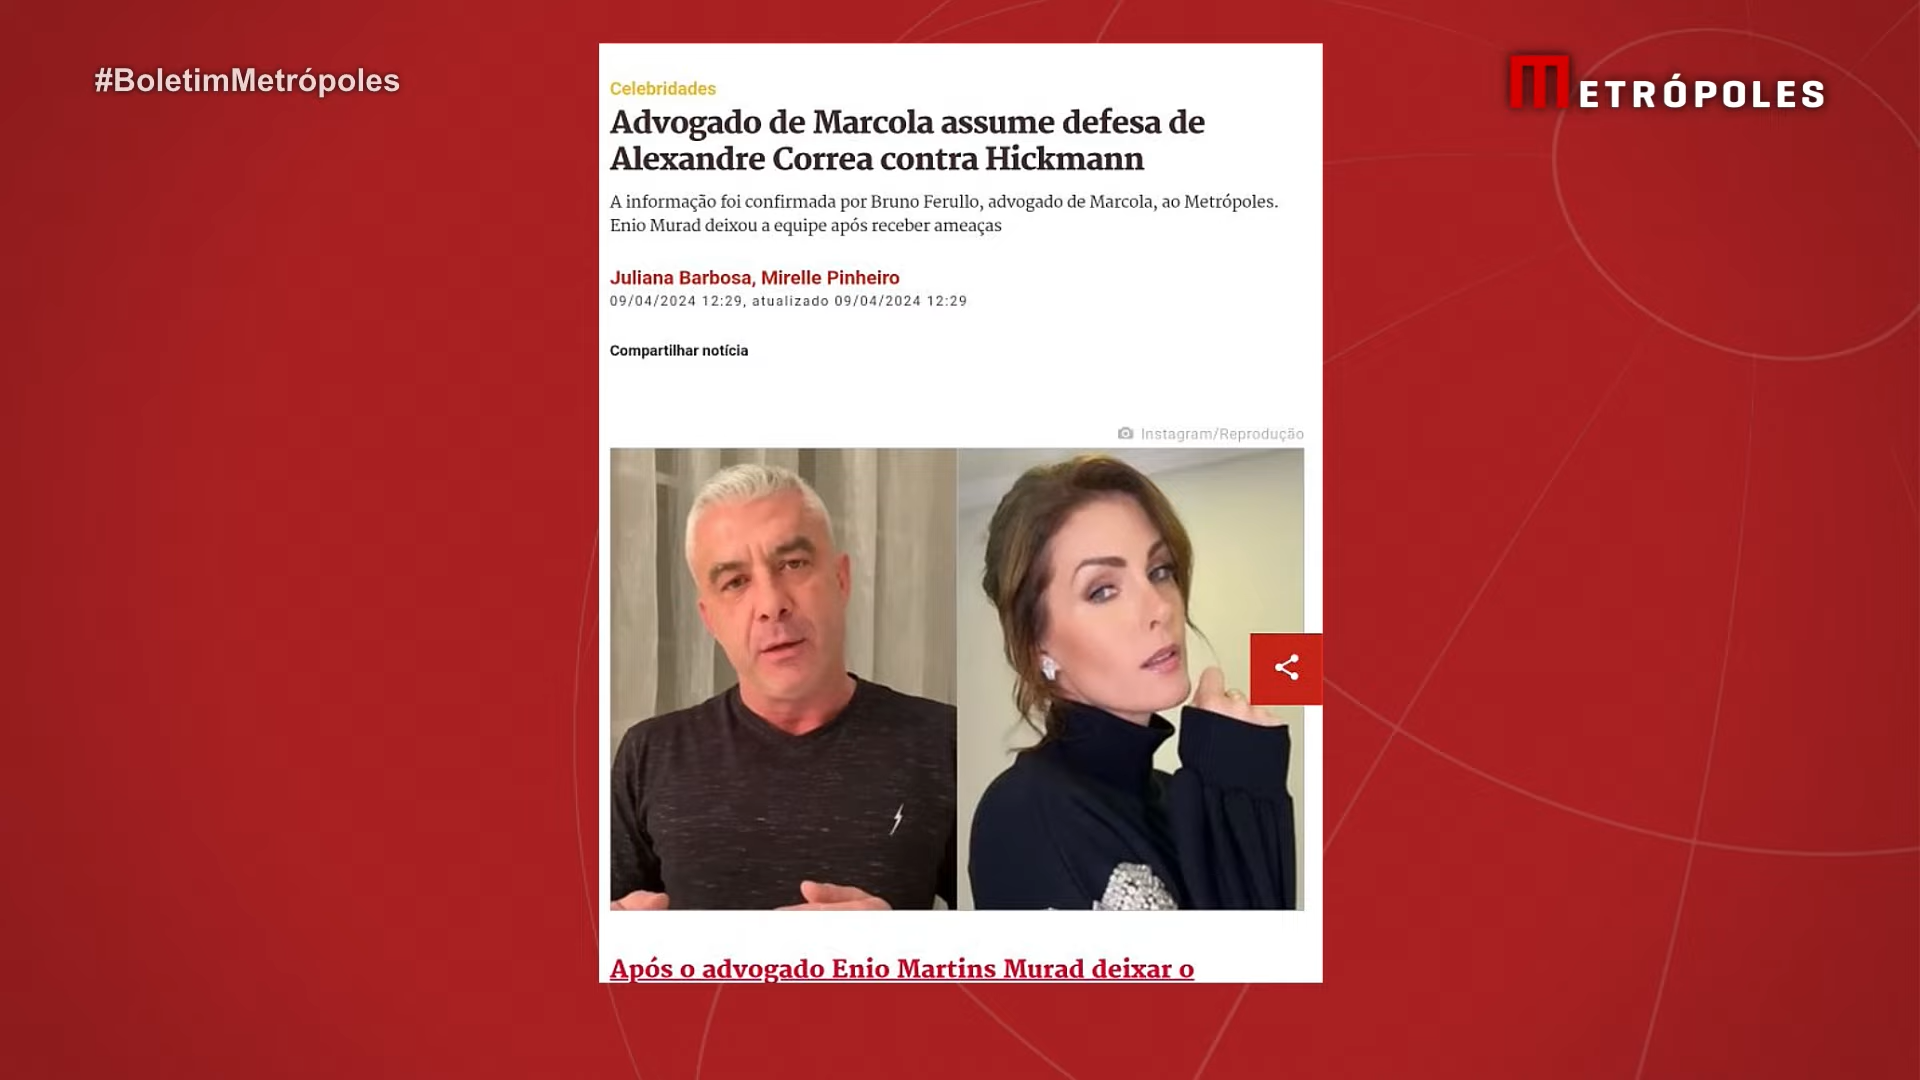 #BoletimMetrópoles
METRÓPOLES
Celebridades
Advogado de Marcola assume defesa de
Alexandre Correa contra Hickmann
A informação foi confirmada por Bruno Ferullo, advogado de Marcola, ao Metrópoles.
Enio Murad deixou a equipe após receber ameaças
Juliana Barbosa, Mirelle Pinheiro
09/04/2024 12:29, atualizado 09/04/2024 12:29
Compartilhar notícia
Instagram/Reprodução
Após o advogado Enio Martins Murad deixar o